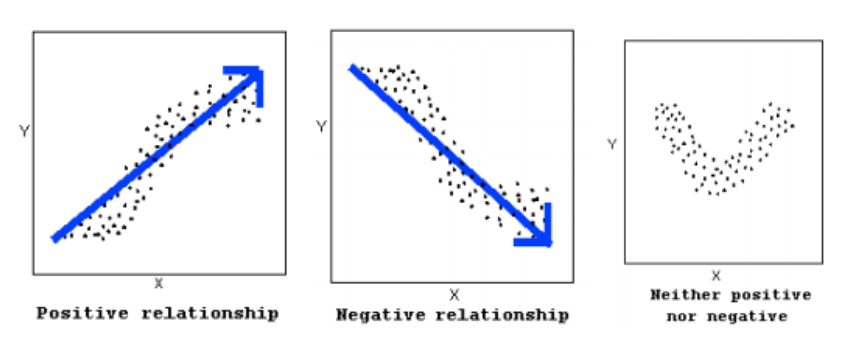 Y
X
Positive relationship
Y
X
Negative relationship
Y
X
Neither positive
nor negative